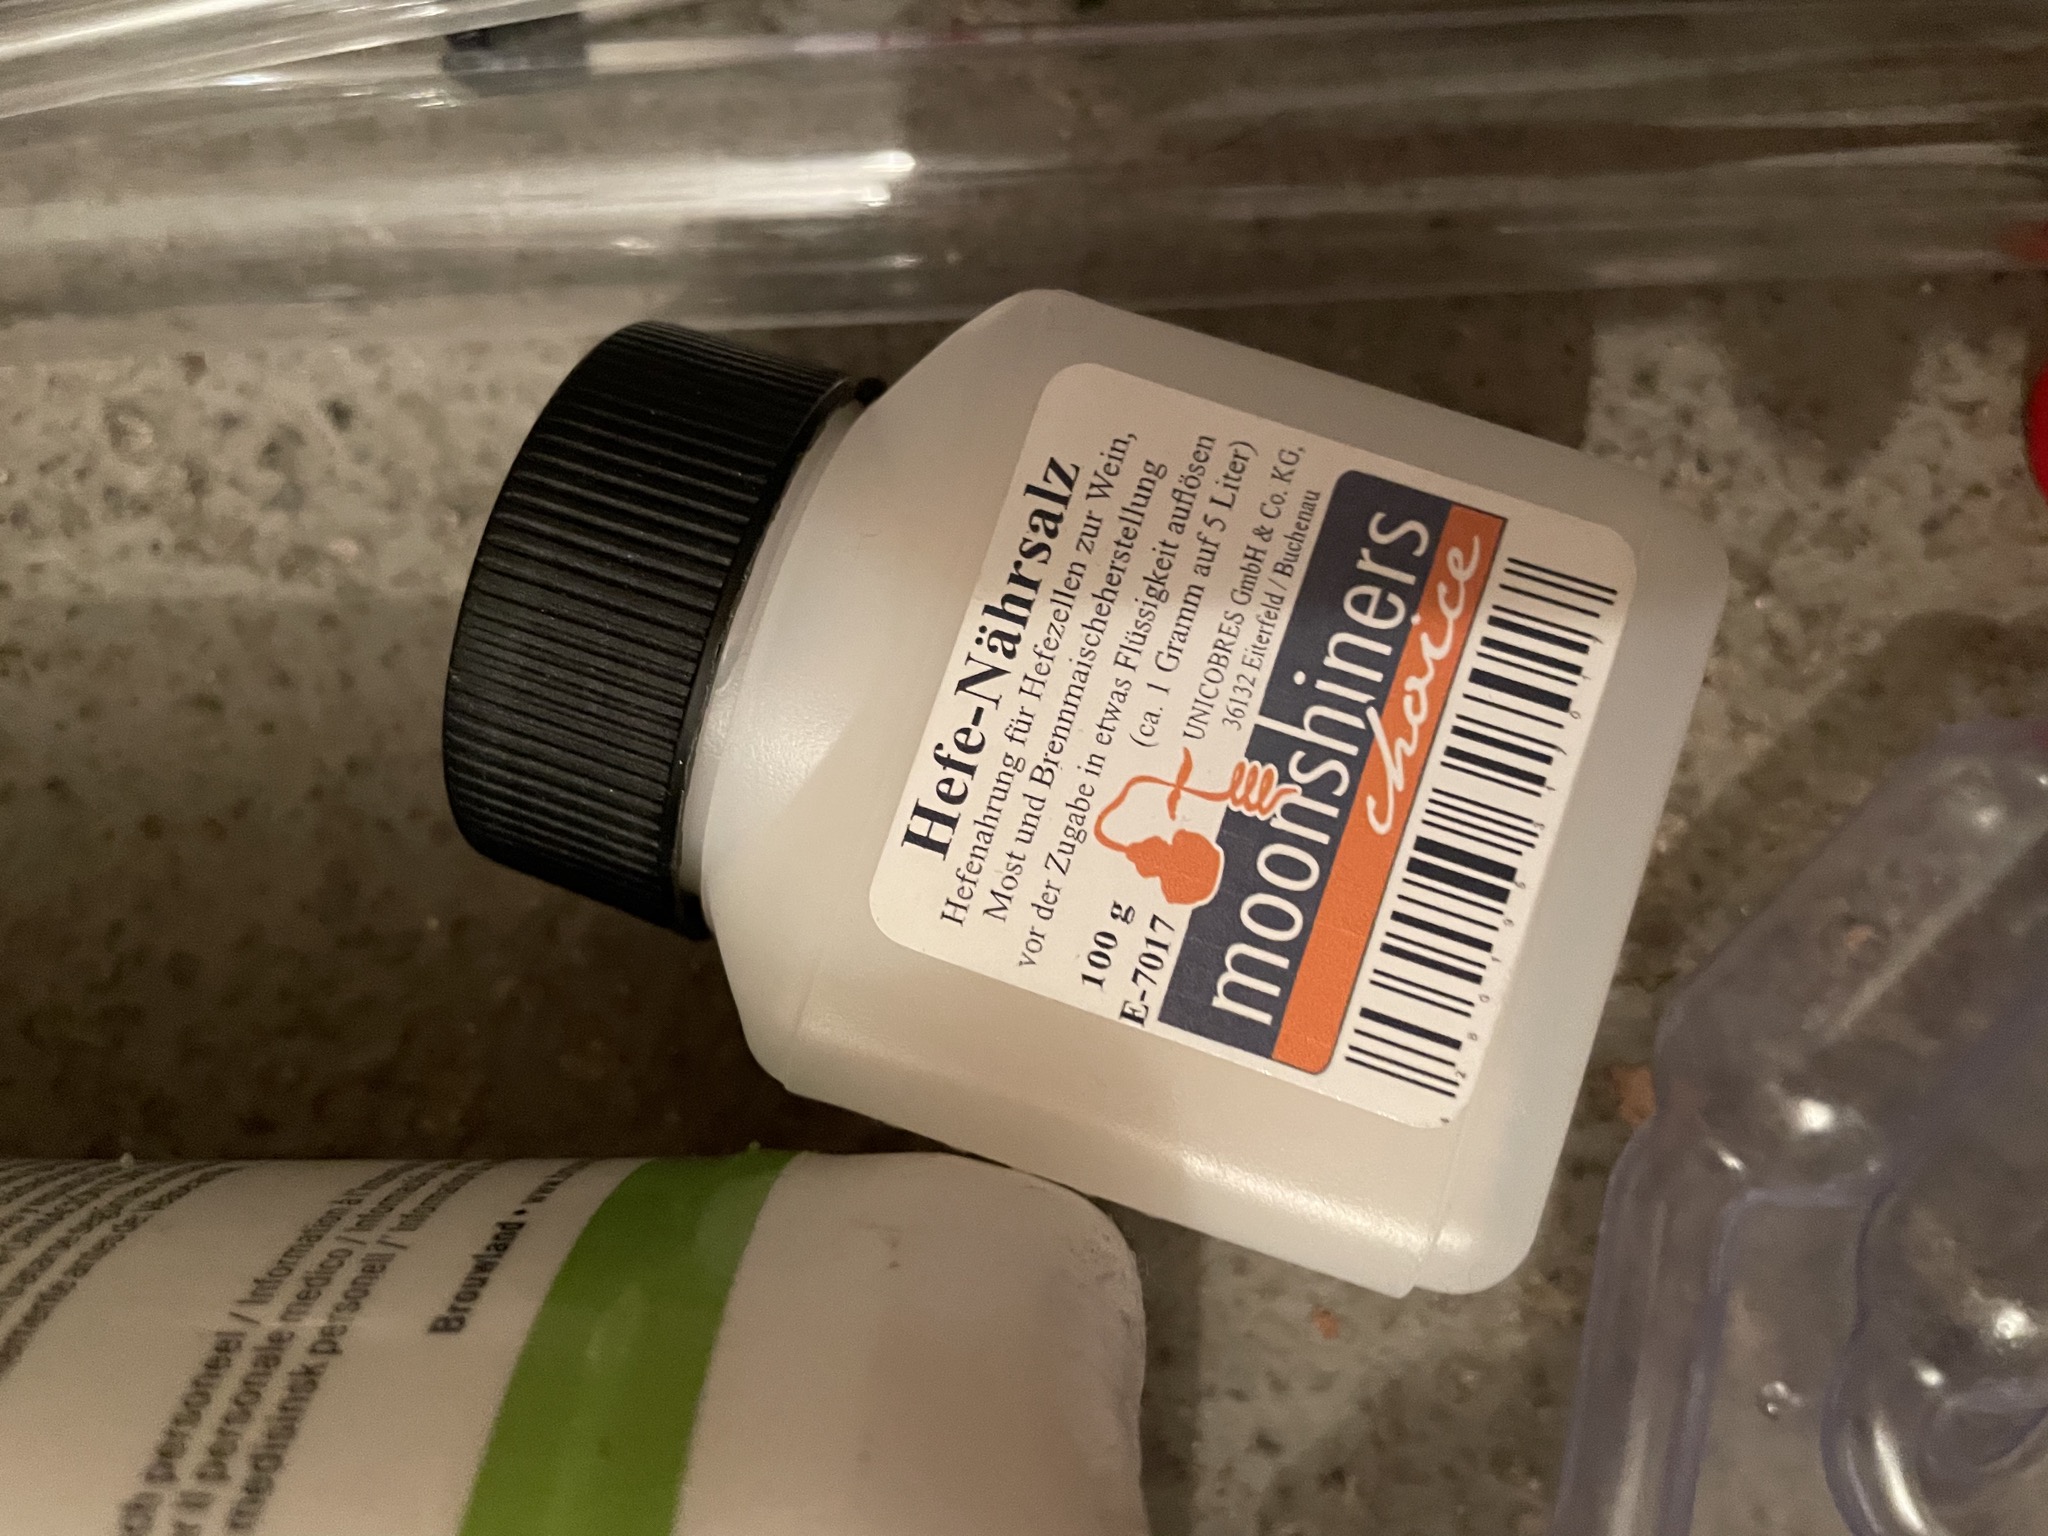 personeel / Information à l'
il personale medico /
medisinsk personell /
Brouwland •
Hefe-Nährsalz
Hefenahrung für Hefezellen zur Wein,
Most und Brennmaischeherstellung
vor der Zugabe in etwas Flüssigkeit auflösen
(ca. 1 Gramm auf 5 Liter)
100 g
E-7017
UNICOBRES GmbH & Co. KG,
36132 Eiterfeld / Buchenau
moonshiners
choice